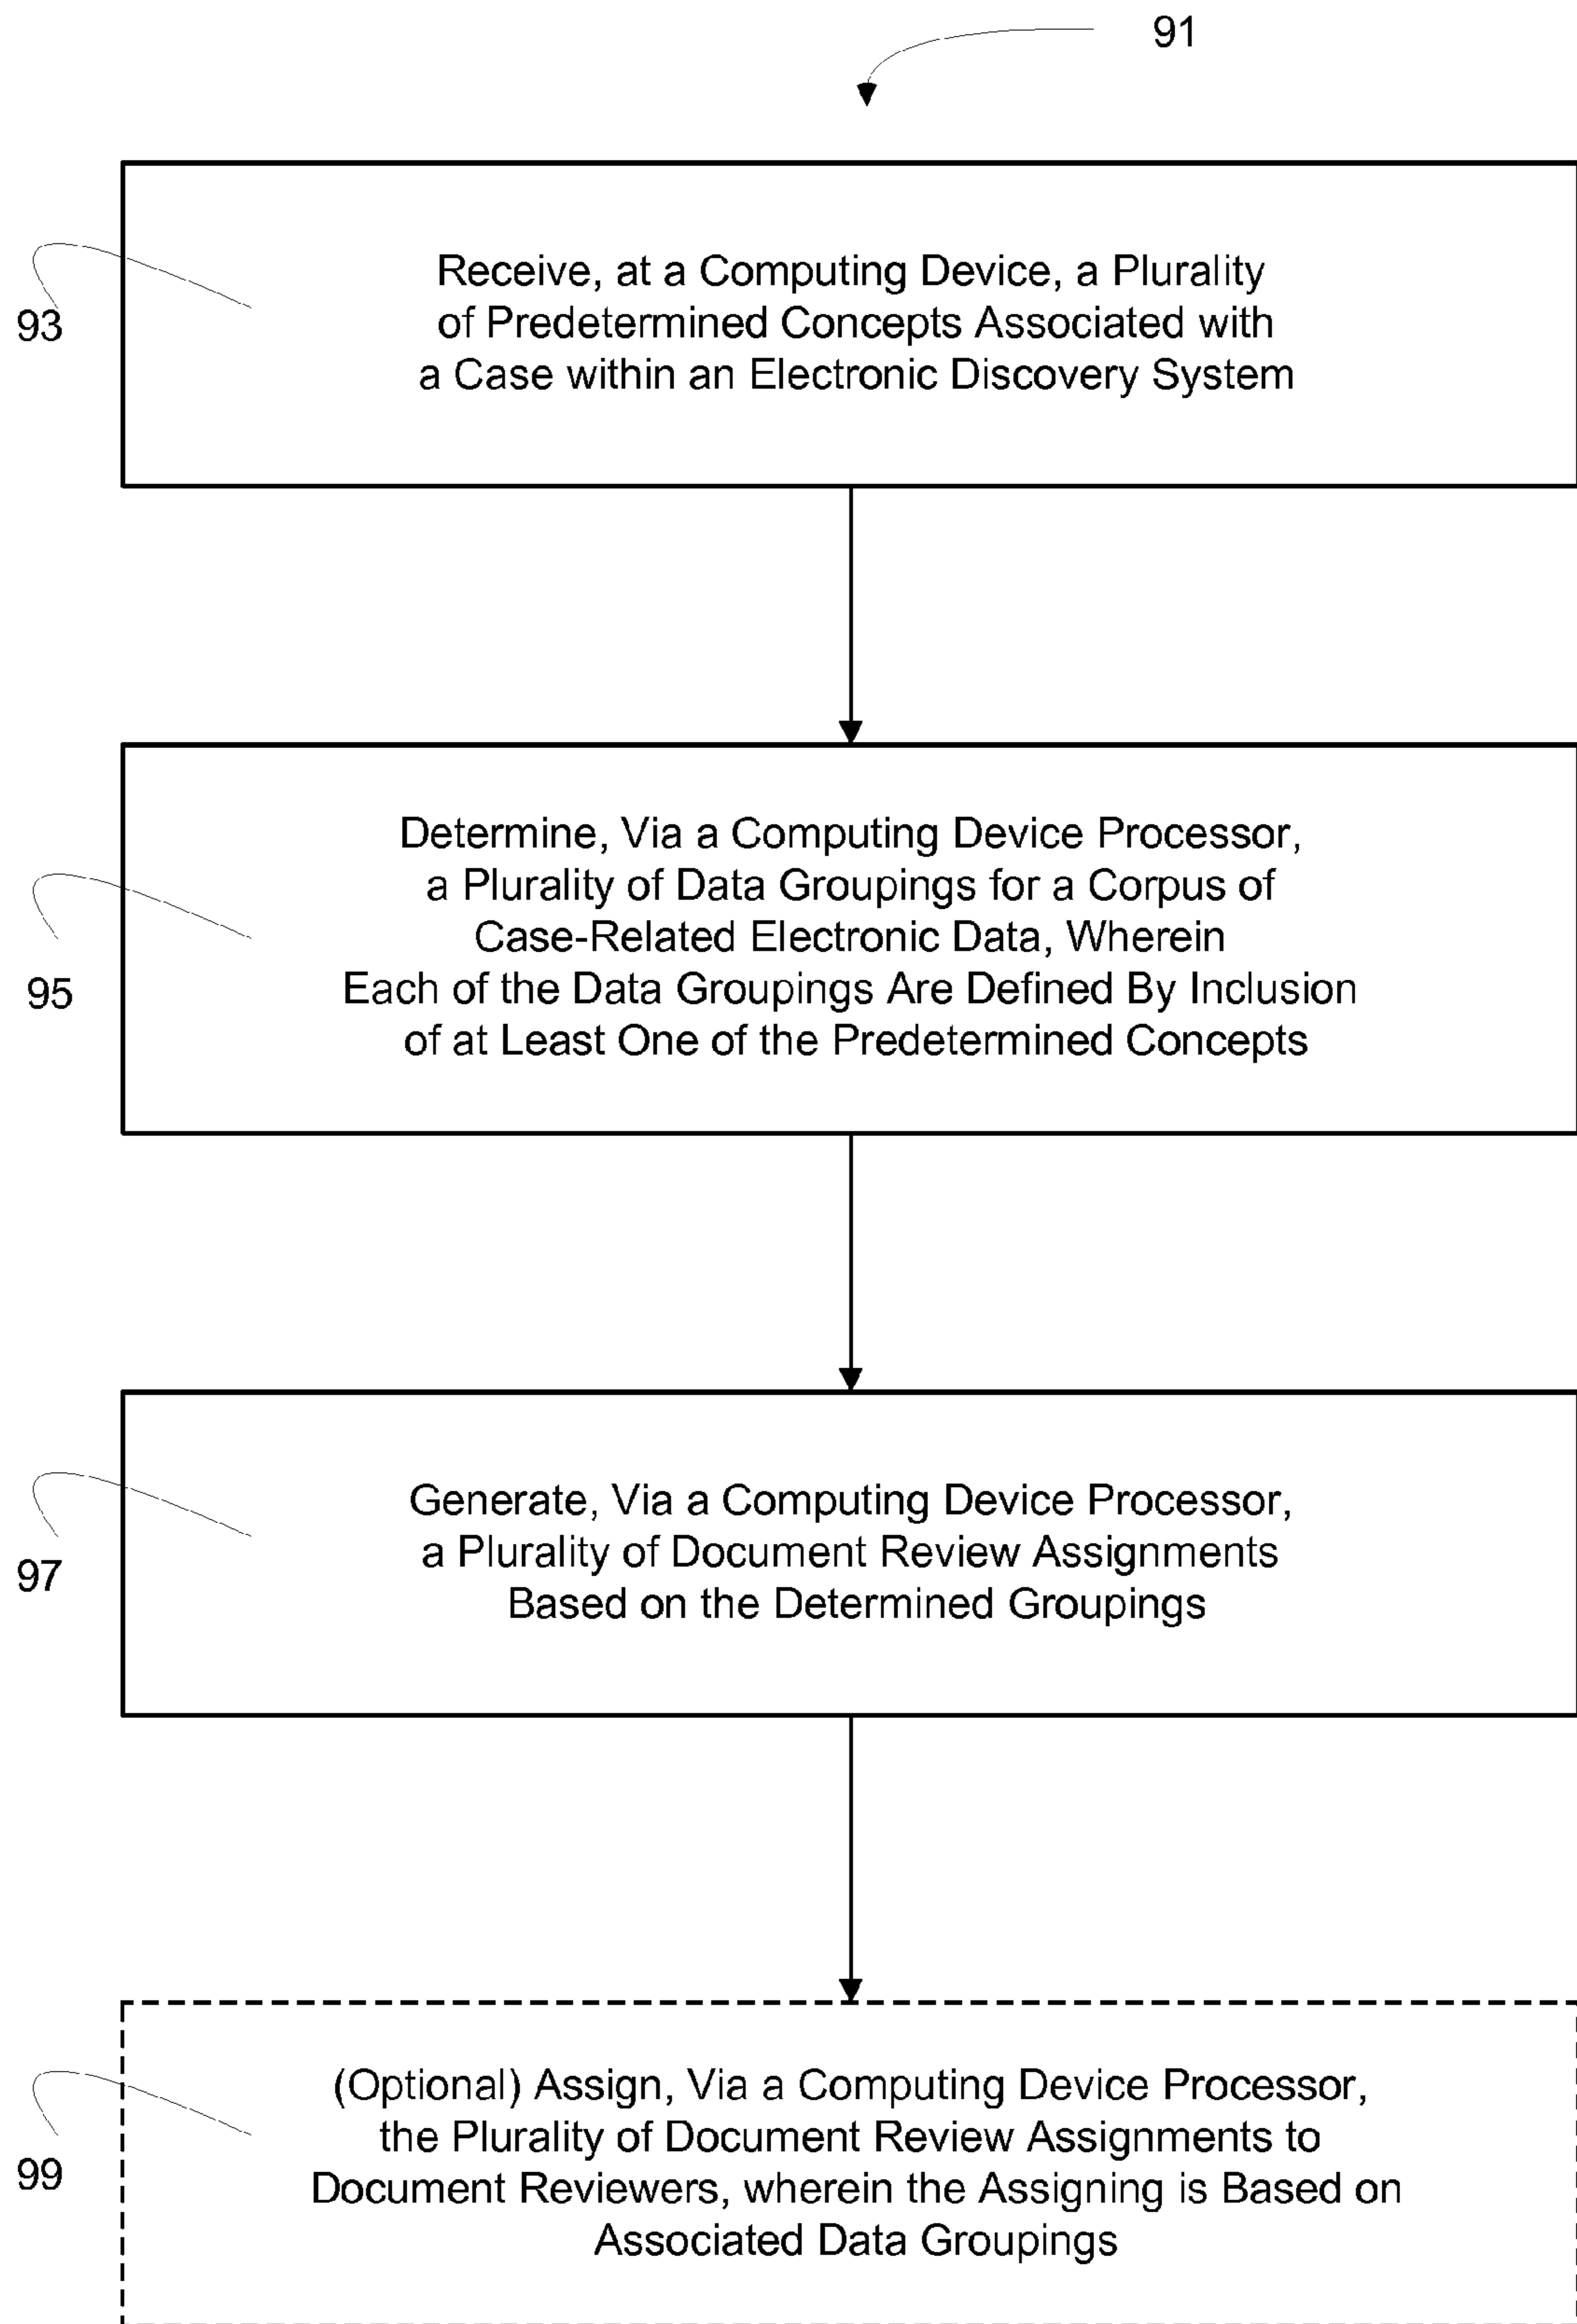 91
Receive, at a Computing Device, a Plurality
of Predetermined Concepts Associated with
a Case within an Electronic Discovery System
93
Determine, Via a Computing Device Processor,
a Plurality of Data Groupings for a Corpus of
Case-Related Electronic Data, Wherein
Each of the Data Groupings Are Defined By Inclusion
of at Least One of the Predetermined Concepts
95
Generate, Via a Computing Device Processor,
a Plurality of Document Review Assignments
Based on the Determined Groupings
97
(Optional) Assign, Via a Computing Device Processor,
the Plurality of Document Review Assignments to
Document Reviewers, wherein the Assigning is Based on
Associated Data Groupings
99